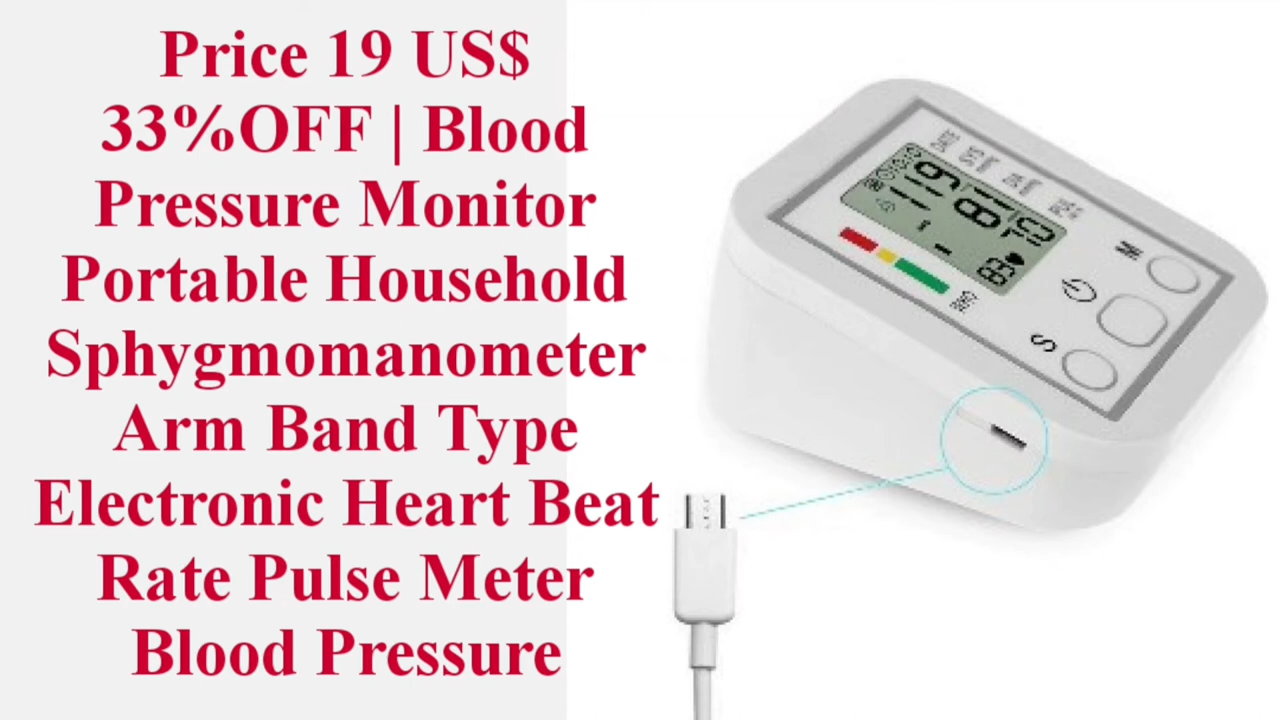 Price 19 US$
33%OFF | Blood
Pressure Monitor
Portable Household
Sphygmomanometer
Arm Band Type
Electronic Heart Beat
Rate Pulse Meter
Blood Pressure
M
S